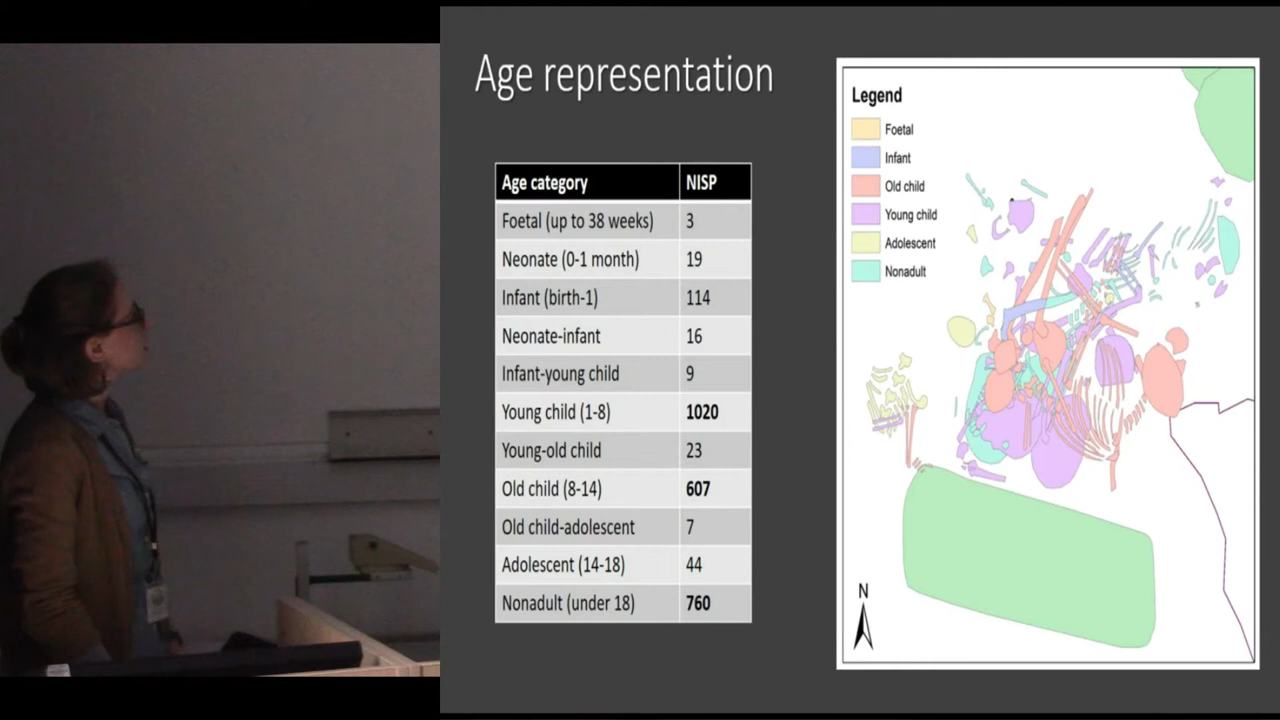 Age representation
Age category NISP
Foetal (up to 38 weeks) 3
Neonate (0-1 month) 19
Infant (birth-1) 114
Neonate-infant 16
Infant-young child 9
Young child (1-8) 1020
Young-old child 23
Old child (8-14) 607
Old child-adolescent 7
Adolescent (14-18) 44
Nonadult (under 18) 760
Legend
Foetal
Infant
Old child
Young child
Adolescent
Nonadult
N